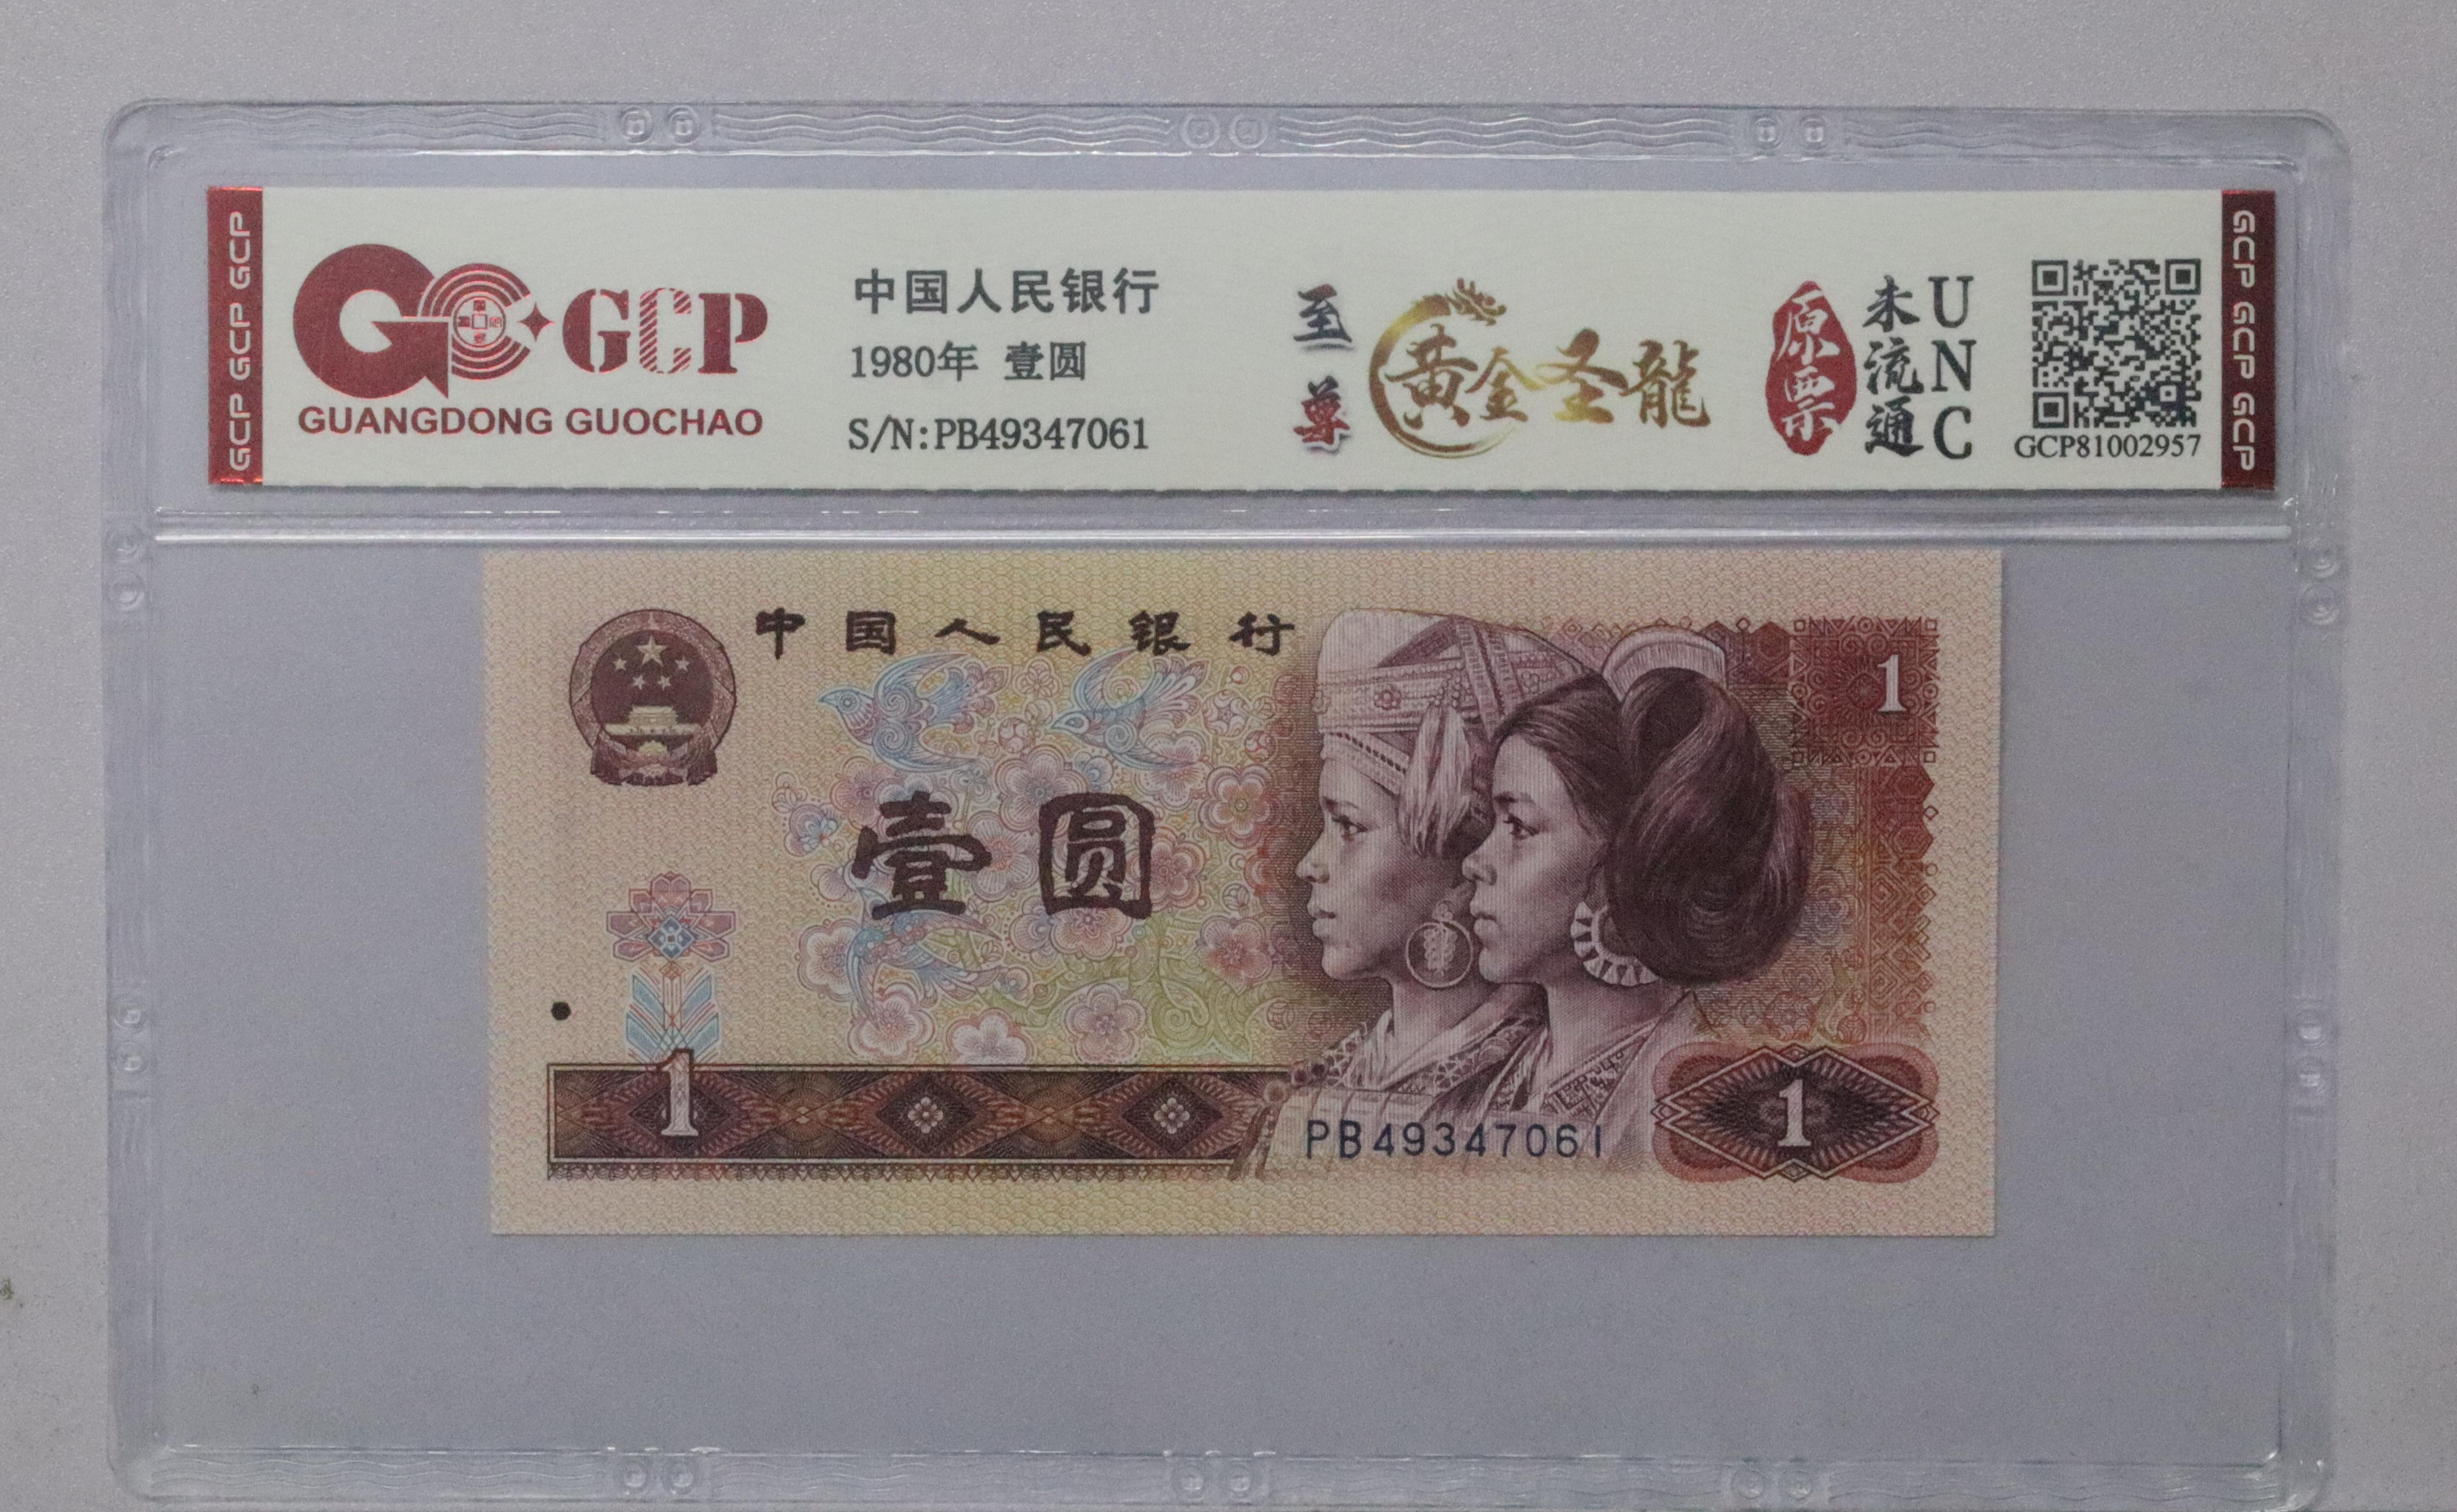 GCP GCP GCP
GCP
GUANGDONG GUOCHAO
中国人民银行
1980年 壹圆
S/N:PB49347061
至尊
黄金圣龍
原票
未流通
UNC
GCP81002957
GCP GCP GCP
中国人民银行
1
壹圆
1
PB49347061
1